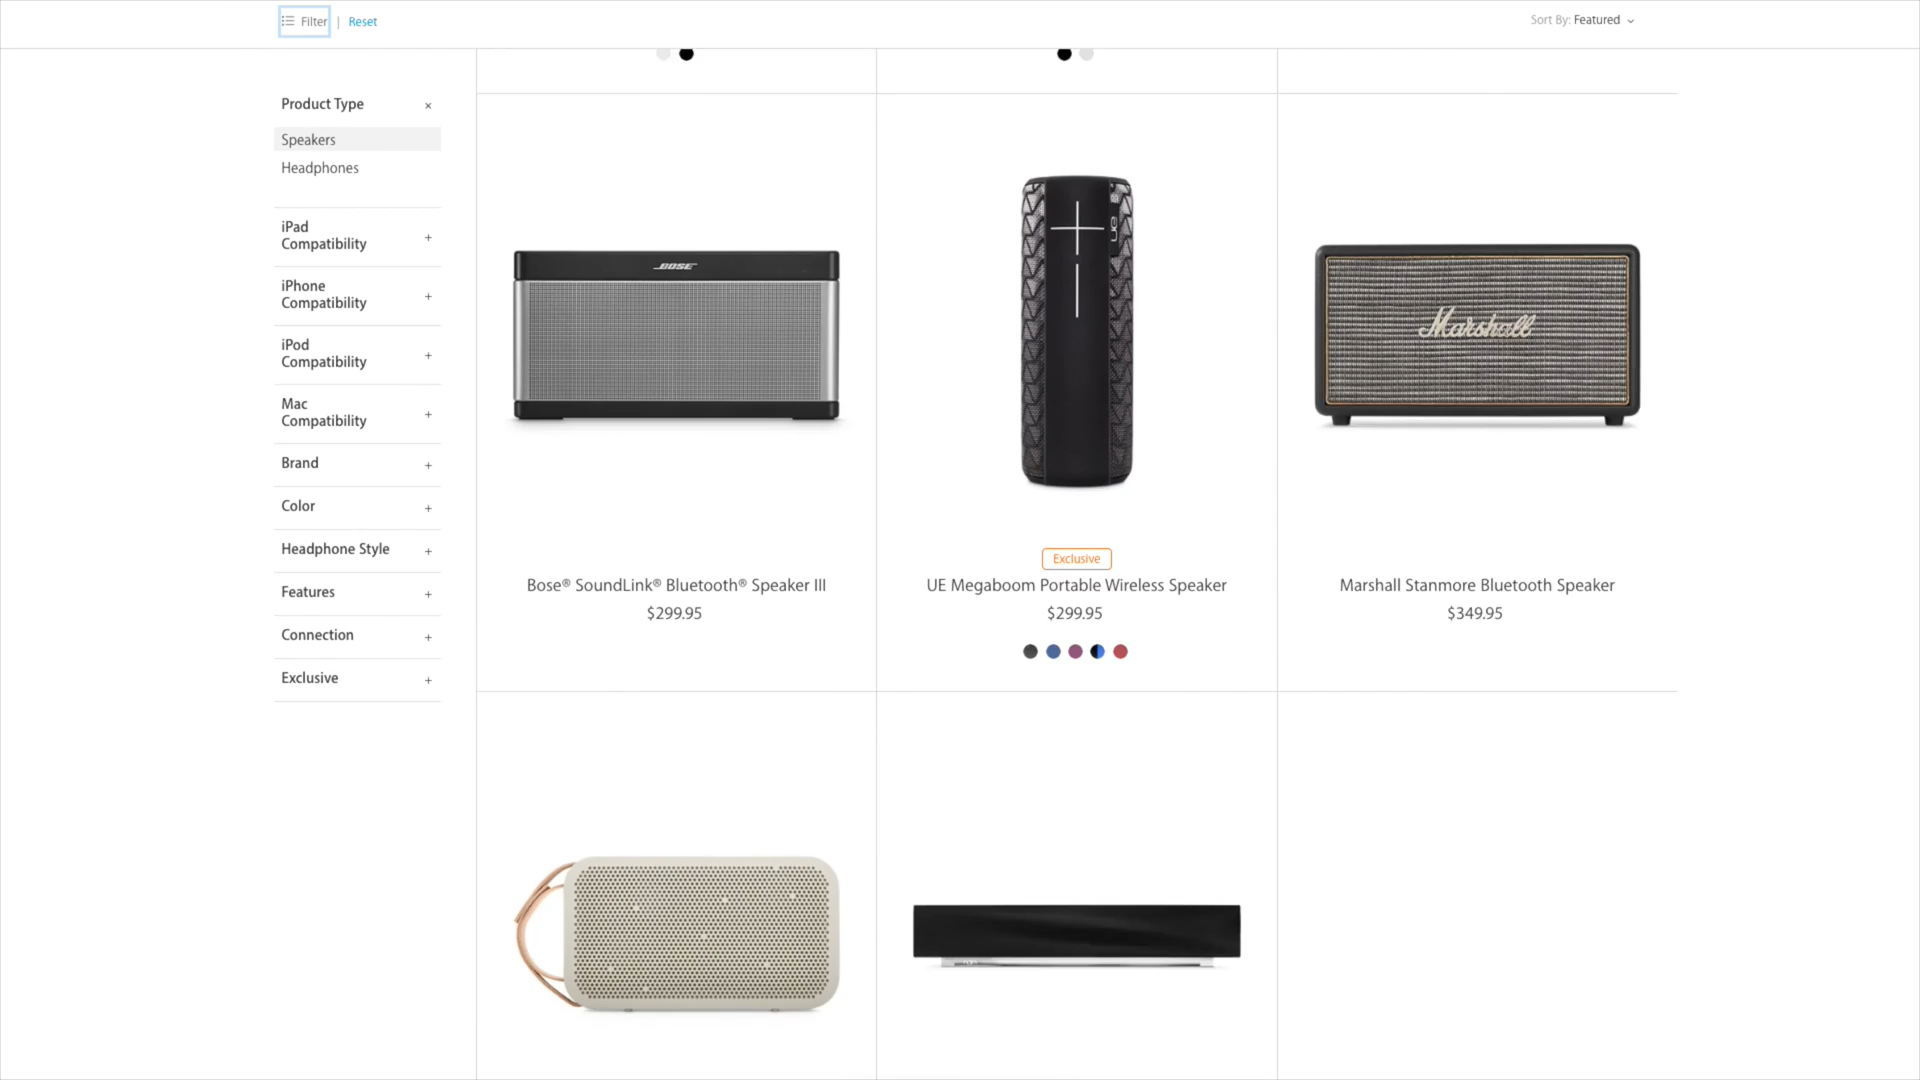 Filter | Reset
Sort By: Featured
Product Type ×
Speakers
Headphones
iPad
Compatibility +
iPhone
Compatibility +
iPod
Compatibility +
Mac
Compatibility +
Brand +
Color +
Headphone Style +
Features +
Connection +
Exclusive +
BOSE
UE
Marshall
Exclusive
Bose® SoundLink® Bluetooth® Speaker III
$299.95
UE Megaboom Portable Wireless Speaker
$299.95
Marshall Stanmore Bluetooth Speaker
$349.95